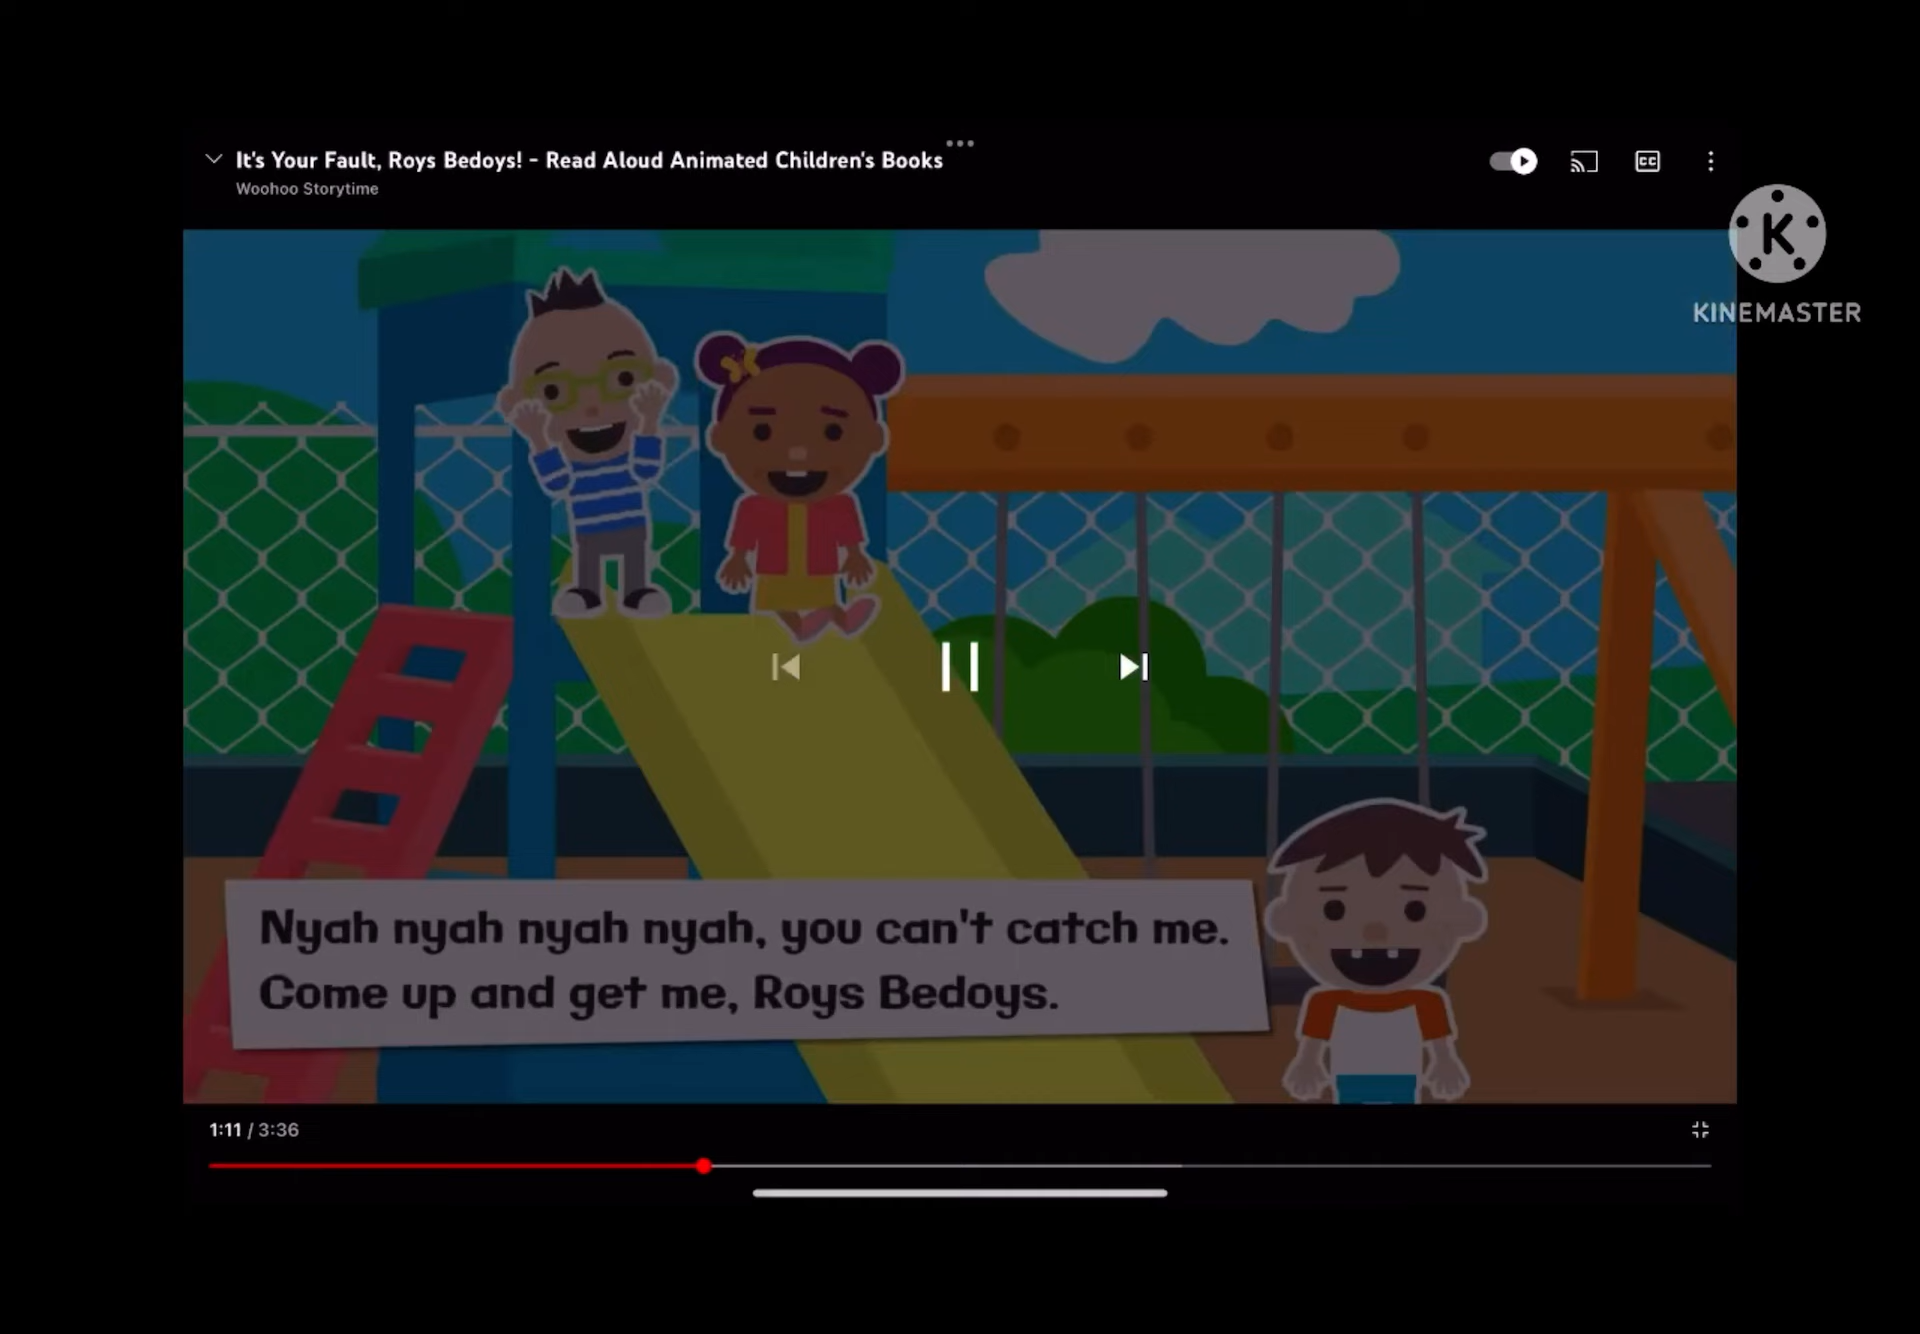 It's Your Fault, Roys Bedoys! - Read Aloud Animated Children's Books
Woohoo Storytime
CC
K
KINEMASTER
Nyah nyah nyah nyah, you can't catch me.
Come up and get me, Roys Bedoys.
1:11 / 3:36